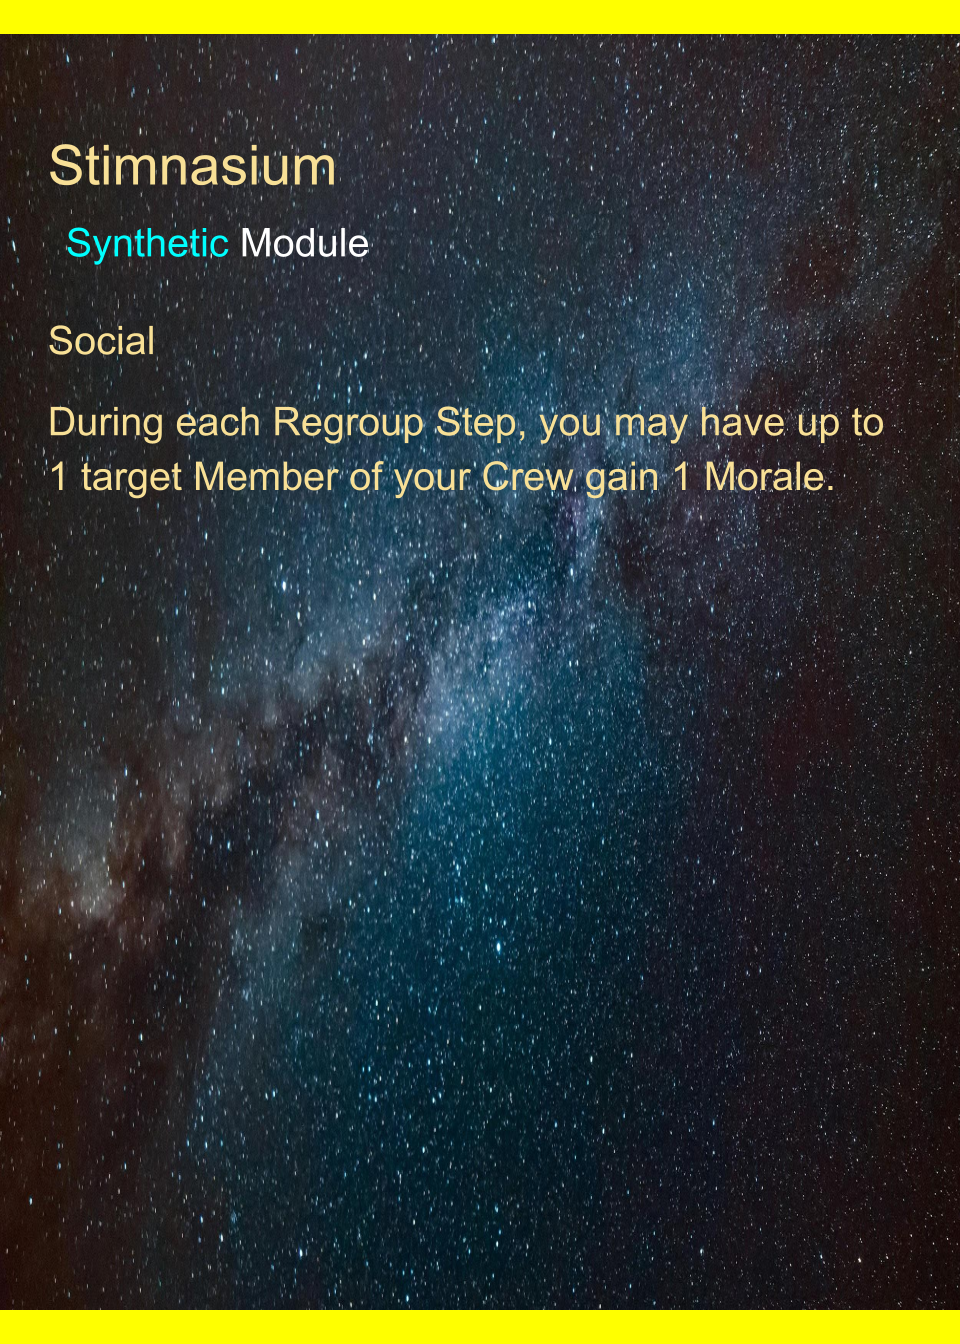 Stimnasium
Synthetic Module
Social
During each Regroup Step, you may have up to
1 target Member of your Crew gain 1 Morale.